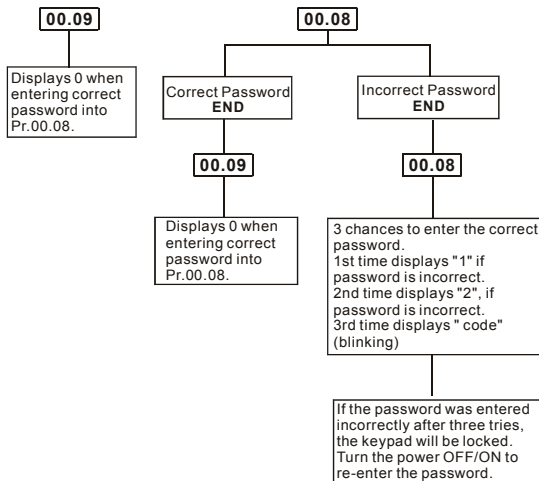 00.09
Displays 0 when
entering correct
password into
Pr.00.08.
00.08
Correct Password
END
00.09
Displays 0 when
entering correct
password into
Pr.00.08.
Incorrect Password
END
00.08
3 chances to enter the correct
password.
1st time displays "1" if
password is incorrect.
2nd time displays "2", if
password is incorrect.
3rd time displays " code"
(blinking)
If the password was entered
incorrectly after three tries,
the keypad will be locked.
Turn the power OFF/ON to
re-enter the password.